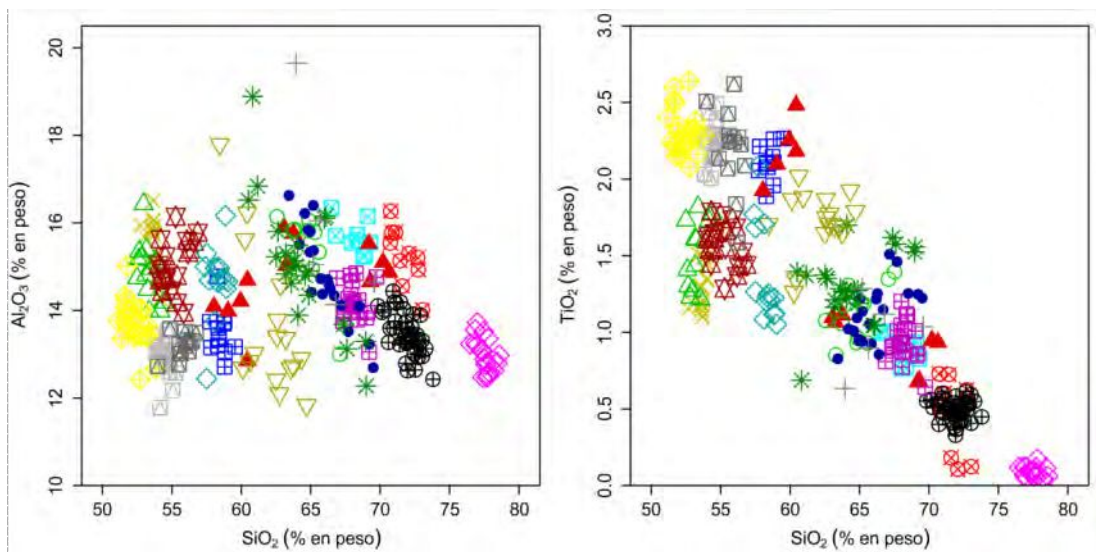 20
18
16
14
12
10
Al₂O₃ (% en peso)
50 55 60 65 70 75 80
SiO₂ (% en peso)
3.0
2.5
2.0
1.5
1.0
0.5
0.0
TiO₂ (% en peso)
50 55 60 65 70 75 80
SiO₂ (% en peso)